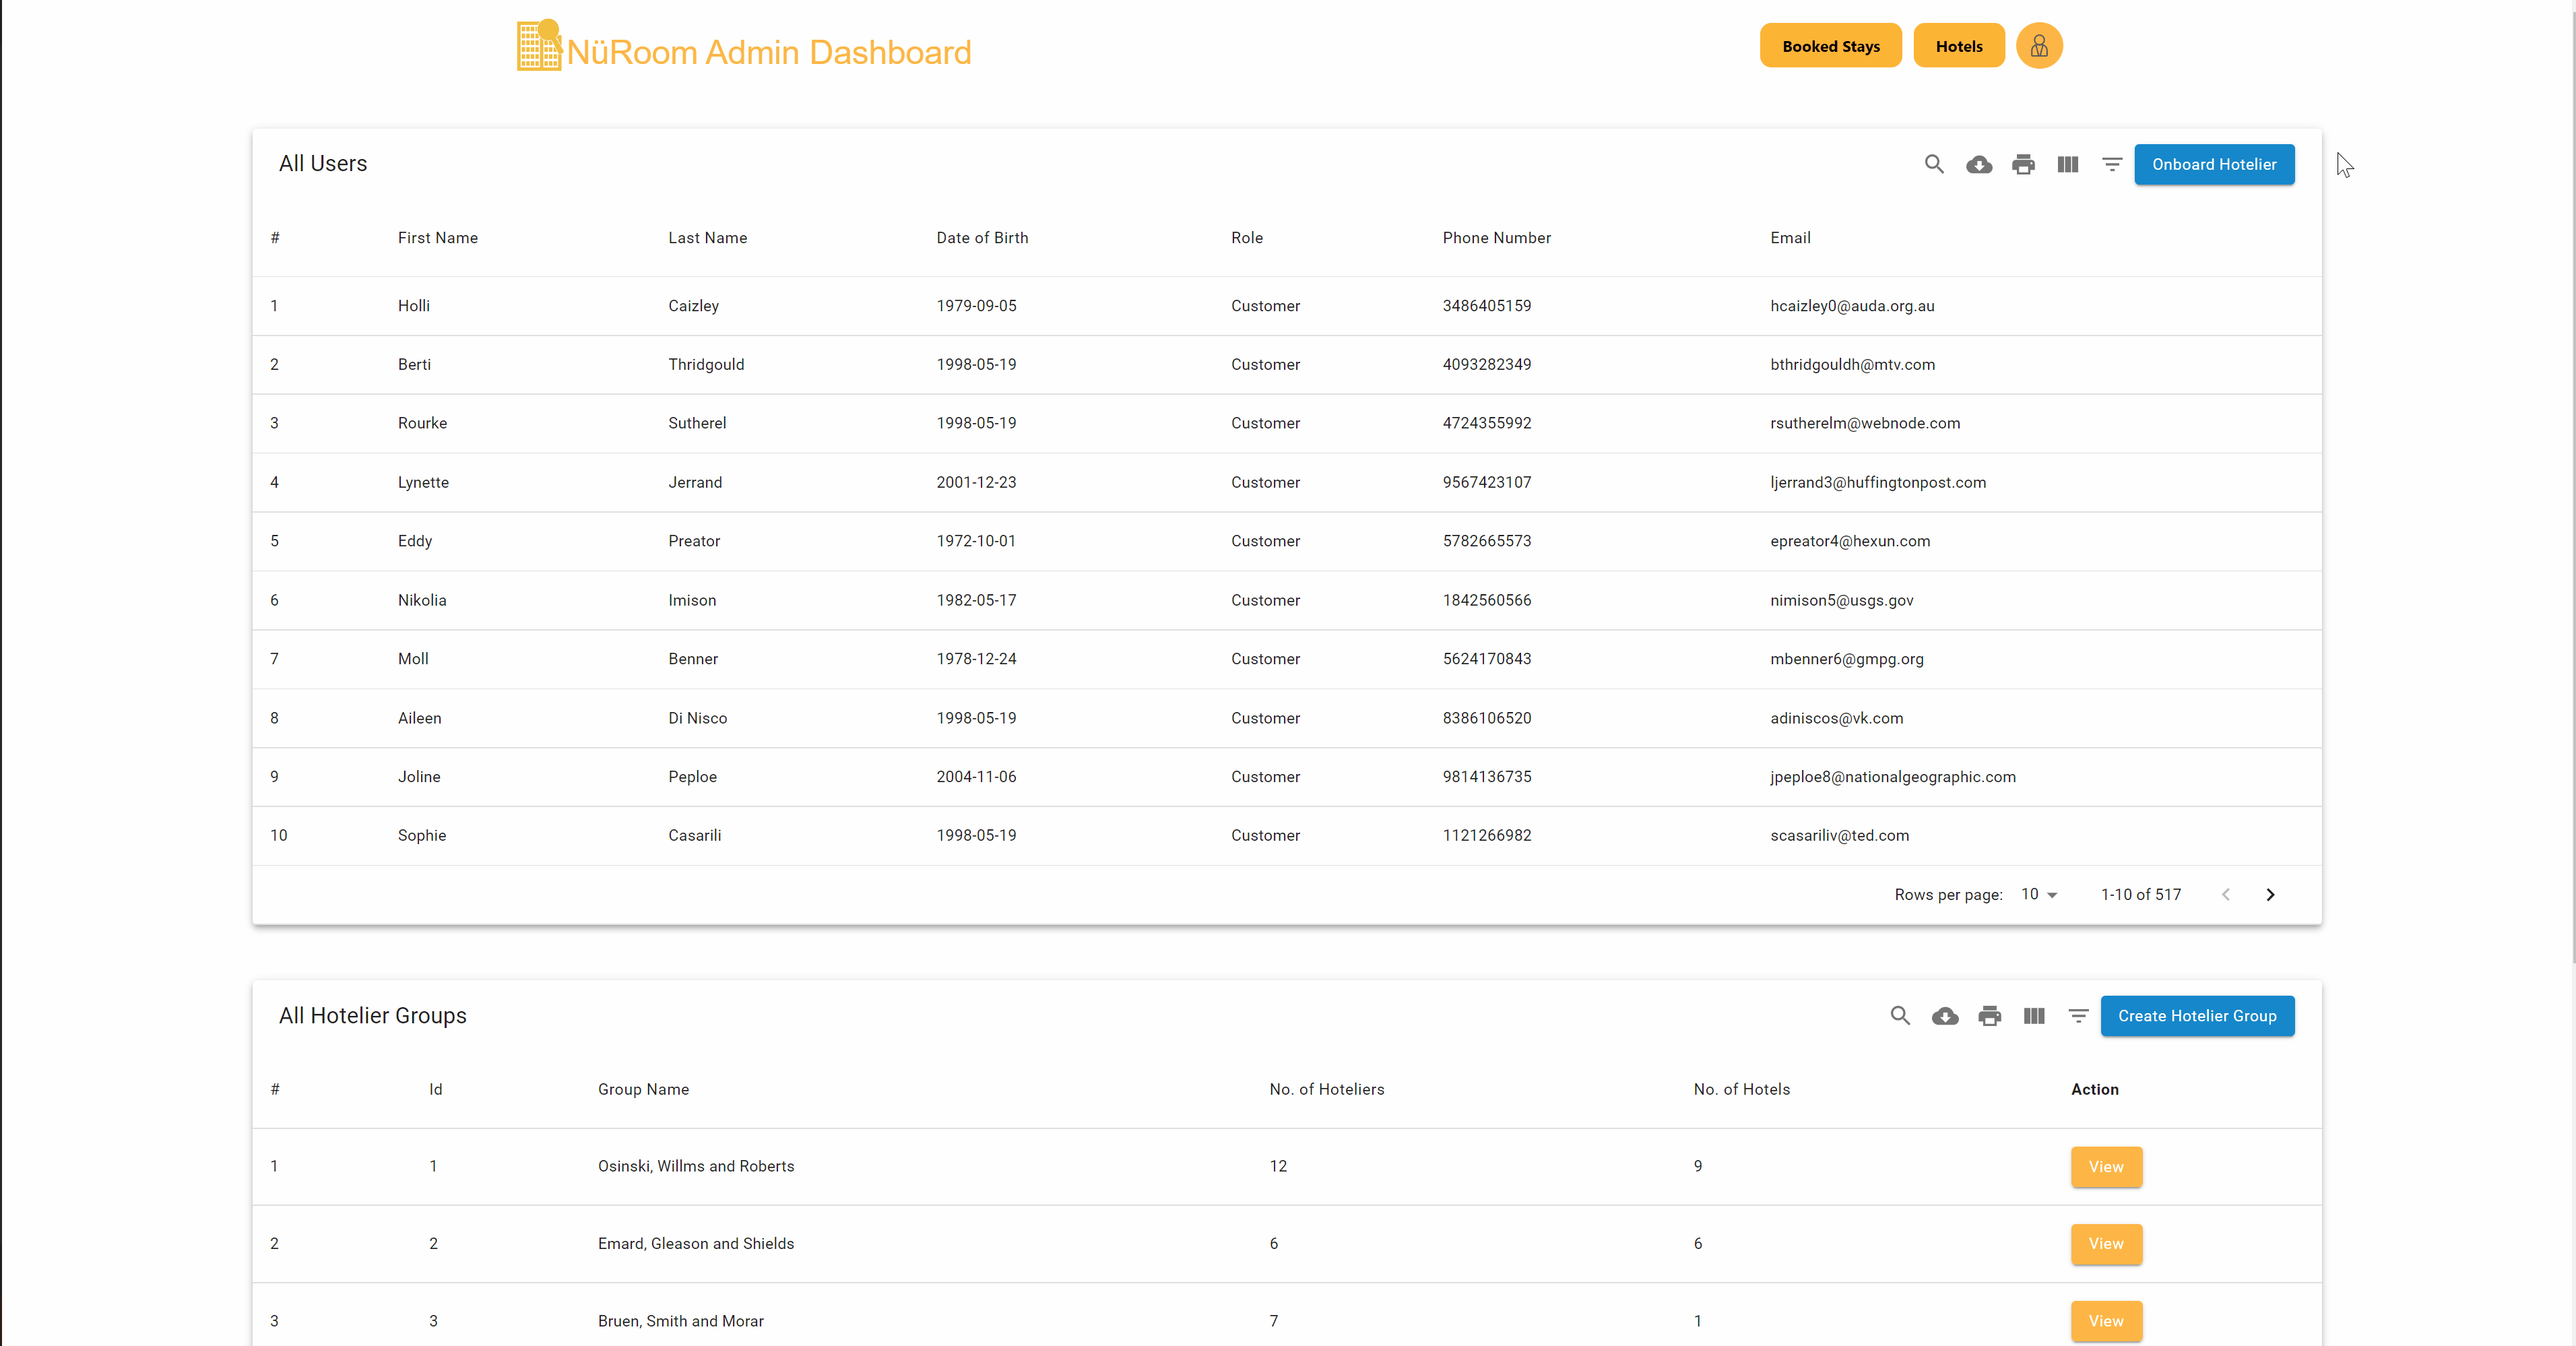 NüRoom Admin Dashboard
Booked Stays Hotels
All Users
Onboard Hotelier
# First Name Last Name Date of Birth Role Phone Number Email
1 Holli Caizley 1979-09-05 Customer 3486405159 hcaizley0@auda.org.au
2 Berti Thridgould 1998-05-19 Customer 4093282349 bthridgouldh@mtv.com
3 Rourke Sutherel 1998-05-19 Customer 4724355992 rsutherelm@webnode.com
4 Lynette Jerrand 2001-12-23 Customer 9567423107 ljerrand3@huffingtonpost.com
5 Eddy Preator 1972-10-01 Customer 5782665573 epreator4@hexun.com
6 Nikolia Imison 1982-05-17 Customer 1842560566 nimison5@usgs.gov
7 Moll Benner 1978-12-24 Customer 5624170843 mbenner6@gmpg.org
8 Aileen Di Nisco 1998-05-19 Customer 8386106520 adiniscos@vk.com
9 Joline Peploe 2004-11-06 Customer 9814136735 jpeploe8@nationalgeographic.com
10 Sophie Casarili 1998-05-19 Customer 1121266982 scasariliv@ted.com
Rows per page: 10 1-10 of 517
All Hotelier Groups
Create Hotelier Group
# Id Group Name No. of Hoteliers No. of Hotels Action
1 1 Osinski, Willms and Roberts 12 9 View
2 2 Emard, Gleason and Shields 6 6 View
3 3 Bruen, Smith and Morar 7 1 View